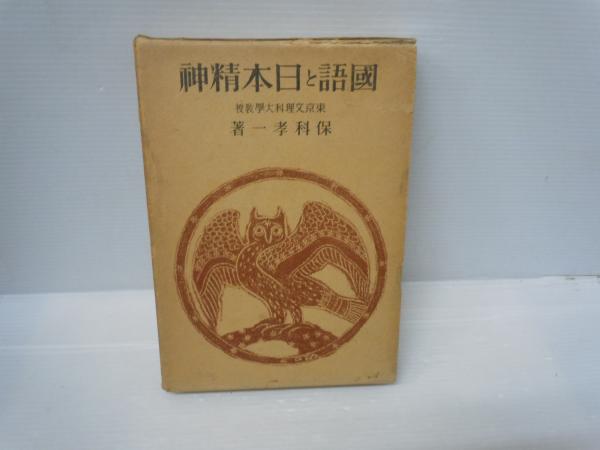 國語と日本精神
東京文理科大學教授
保科孝一著